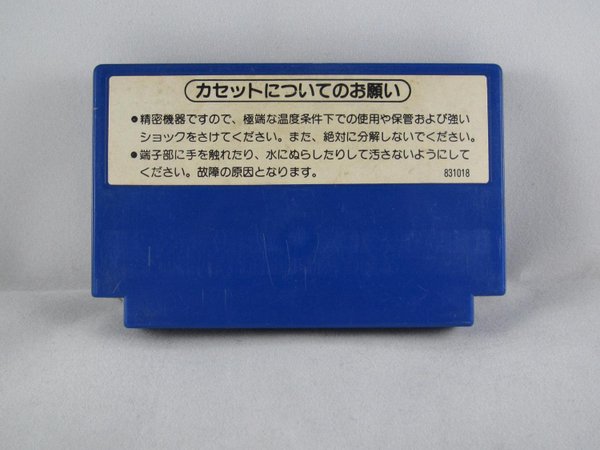 カセットについてのお願い
●精密機器ですので、極端な温度条件下での使用や保管および強い
ショックをさけてください。また、絶対に分解しないでください。
●端子部に手を触れたり、水にぬらしたりして汚さないようにして
ください。故障の原因となります。
831018